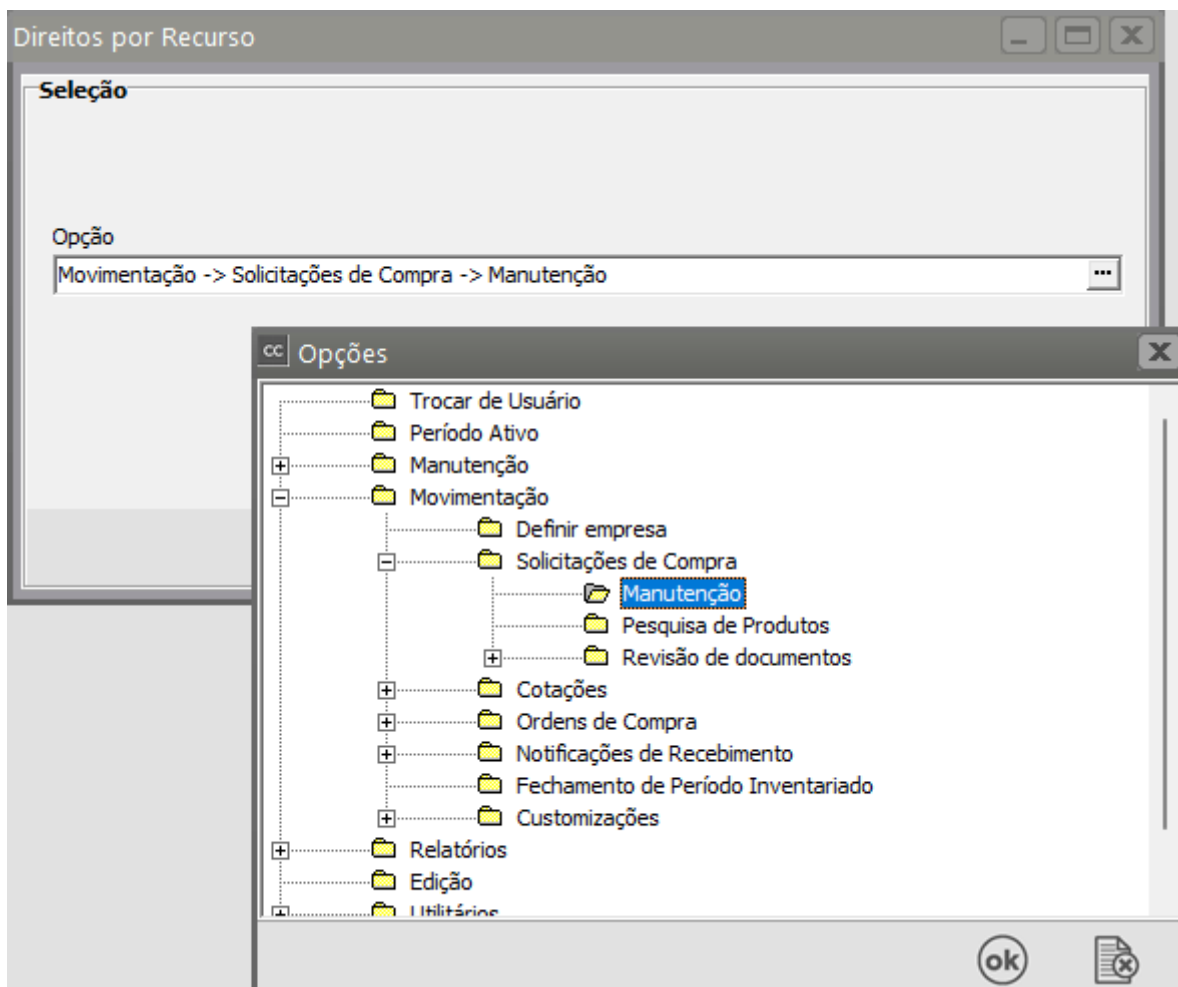 Direitos por Recurso
Seleção
Opção
Movimentação -> Solicitações de Compra -> Manutenção
...
cc Opções
Trocar de Usuário
Período Ativo
Manutenção
Movimentação
Definir empresa
Solicitações de Compra
Manutenção
Pesquisa de Produtos
Revisão de documentos
Cotações
Ordens de Compra
Notificações de Recebimento
Fechamento de Período Inventariado
Customizações
Relatórios
Edição
Utilitários
ok